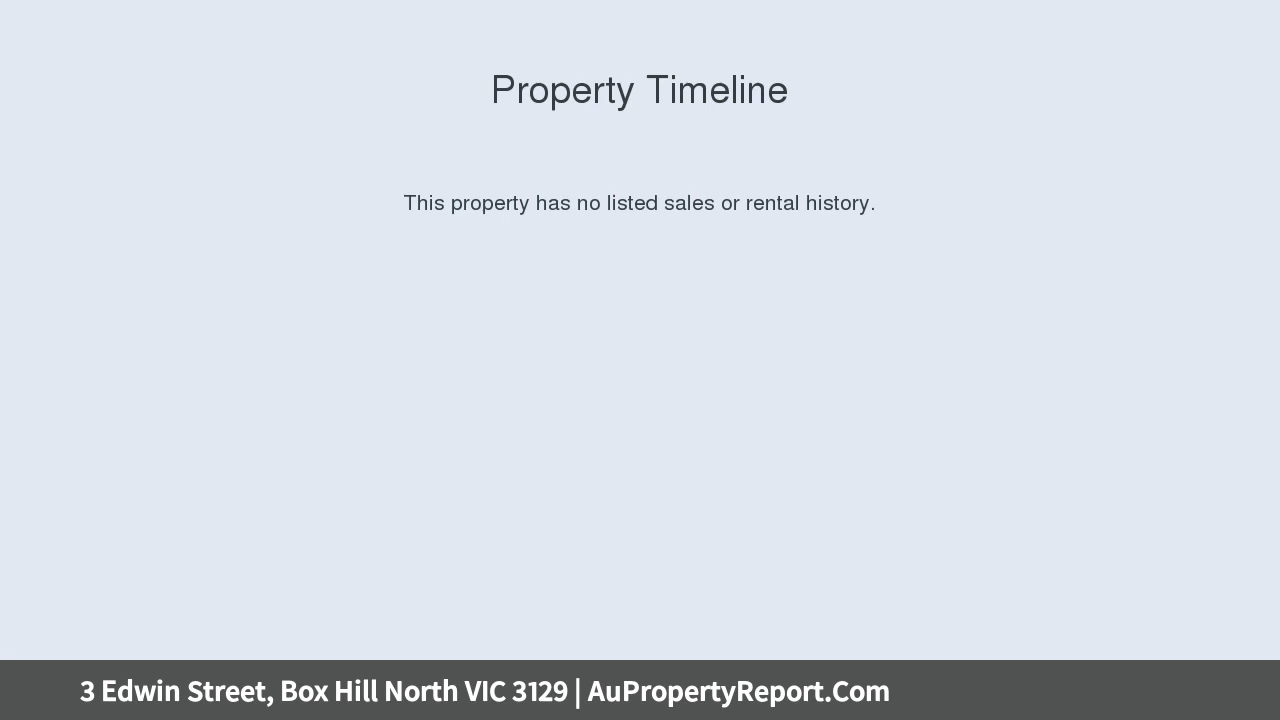 Property Timeline
This property has no listed sales or rental history.
3 Edwin Street, Box Hill North VIC 3129 | AuPropertyReport.Com